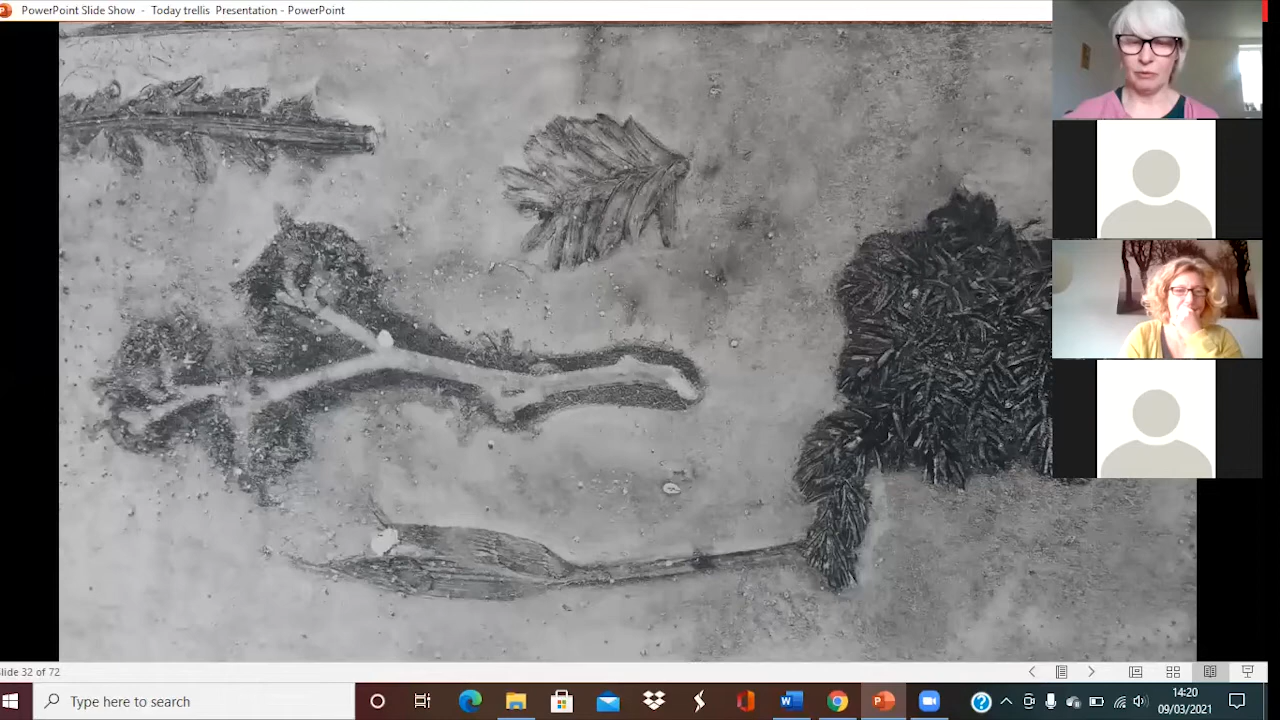 PowerPoint Slide Show - Today trellis Presentation - PowerPoint
Slide 32 of 72
Type here to search
14:20
09/03/2021